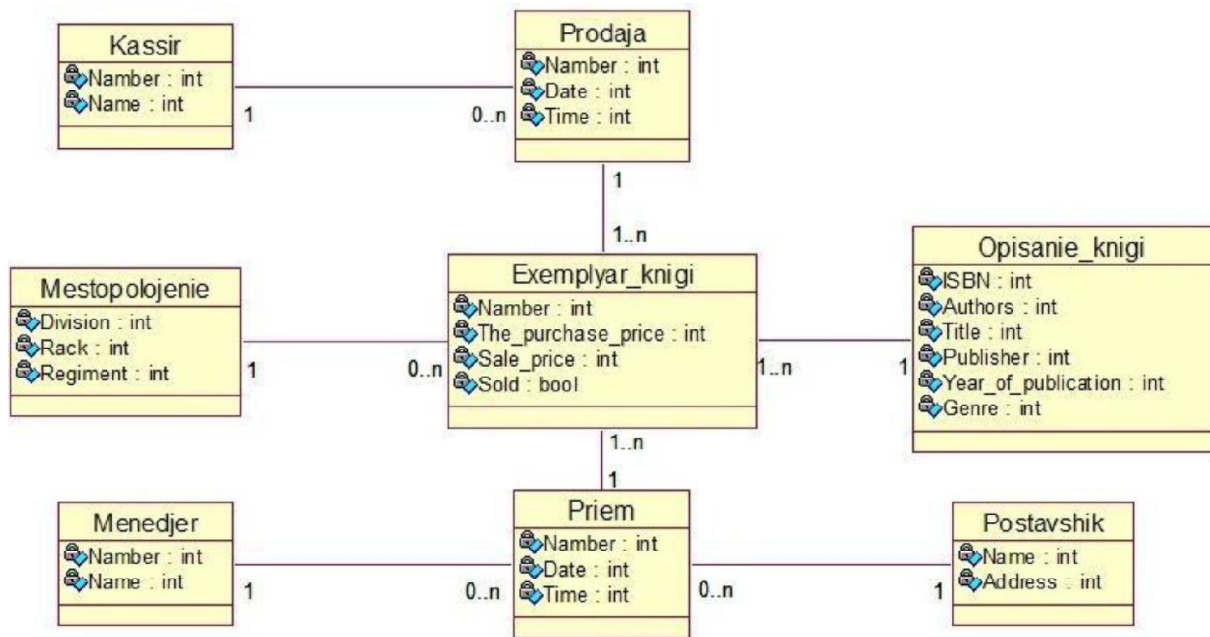 Kassir
Namber : int
Name : int
1
0..n
Prodaja
Namber : int
Date : int
Time : int
1
1..n
Mestopolojenie
Division : int
Rack : int
Regiment : int
1
0..n
Exemplyar_knigi
Namber : int
The_purchase_price : int
Sale_price : int
Sold : bool
1..n
1
Opisanie_knigi
ISBN : int
Authors : int
Title : int
Publisher : int
Year_of_publication : int
Genre : int
1..n
1
Menedjer
Namber : int
Name : int
1
0..n
Priem
Namber : int
Date : int
Time : int
0..n
1
Postavshik
Name : int
Address : int